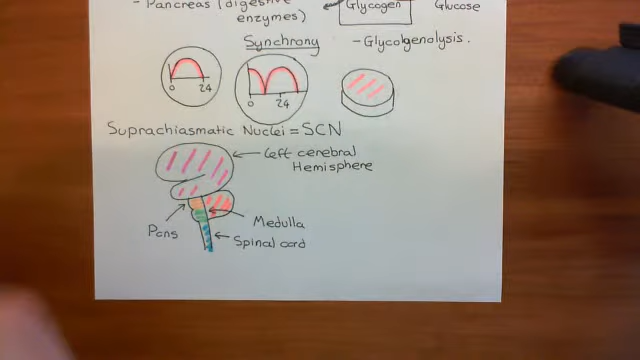 - Pancreas (digestive
enzymes)
Glycogen
Glucose
Synchrony
- Glycogenolysis.
0 24
0 24
Suprachiasmatic Nuclei = SCN
Left cerebral
Hemisphere
Pons
Medulla
Spinal cord